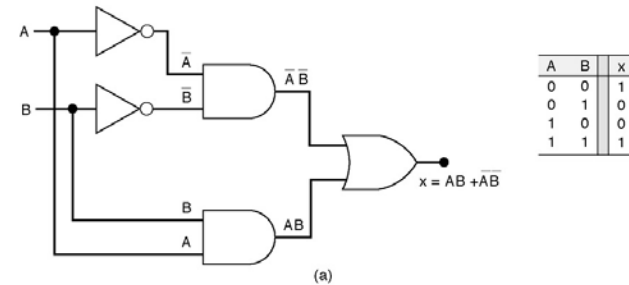 A
B
A̅
B̅
A̅ B̅
B
A
AB
x = AB + A̅B̅
(a)
A B x
0 0 1
0 1 0
1 0 0
1 1 1